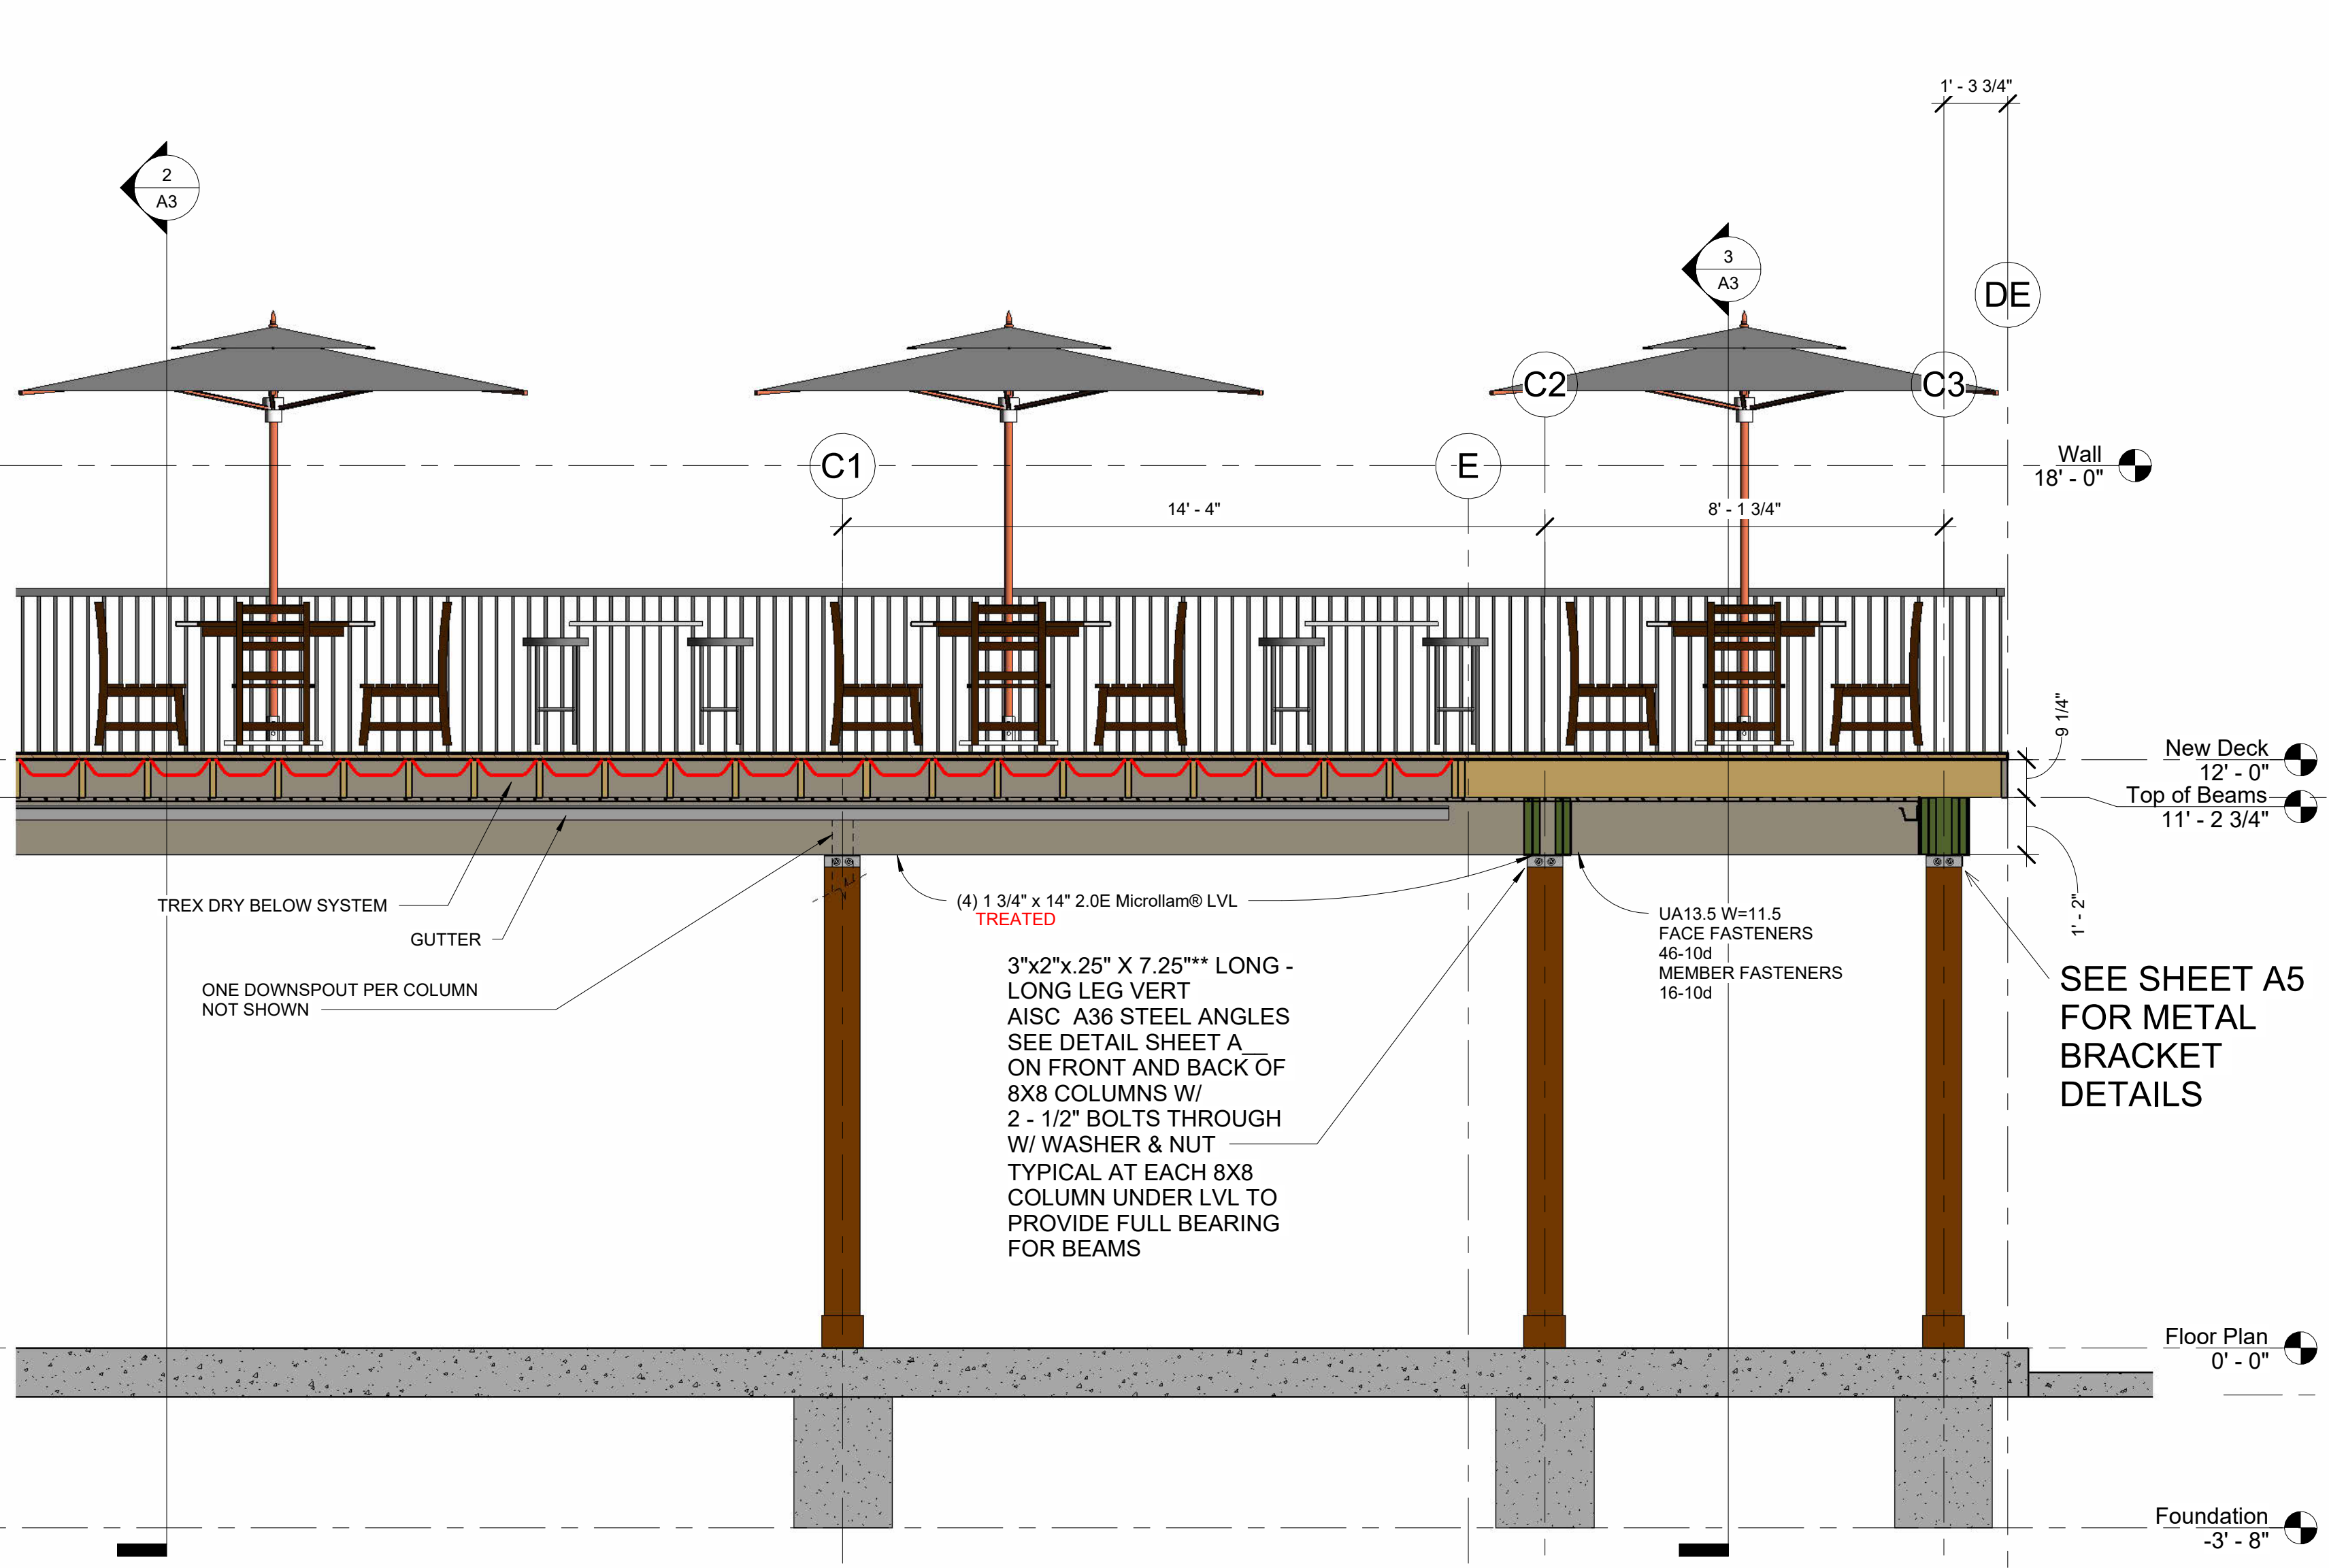 1' - 3 3/4"
2
A3
3
A3
DE
C2
C3
C1
E
Wall
18' - 0"
14' - 4"
8' - 1 3/4"
9 1/4"
New Deck
12' - 0"
Top of Beams
11' - 2 3/4"
1' - 2"
TREX DRY BELOW SYSTEM
GUTTER
ONE DOWNSPOUT PER COLUMN
NOT SHOWN
(4) 1 3/4" x 14" 2.0E Microllam® LVL
TREATED
3"x2"x.25" X 7.25"** LONG -
LONG LEG VERT
AISC A36 STEEL ANGLES
SEE DETAIL SHEET A__
ON FRONT AND BACK OF
8X8 COLUMNS W/
2 - 1/2" BOLTS THROUGH
W/ WASHER & NUT
TYPICAL AT EACH 8X8
COLUMN UNDER LVL TO
PROVIDE FULL BEARING
FOR BEAMS
UA13.5 W=11.5
FACE FASTENERS
46-10d
MEMBER FASTENERS
16-10d
SEE SHEET A5
FOR METAL
BRACKET
DETAILS
Floor Plan
0' - 0"
Foundation
-3' - 8"